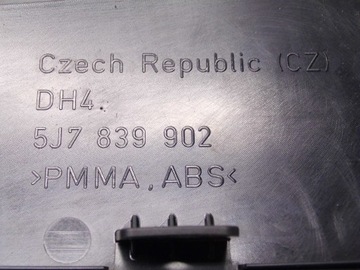 Czech Republic (CZ)
DH4.
5J7 839 902
>PMMA,ABS<